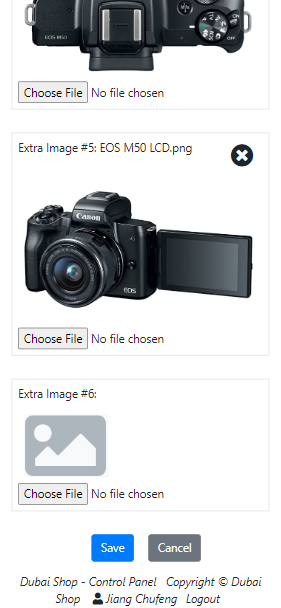 EOS M50
OFF
Choose File No file chosen
Extra Image #5: EOS M50 LCD.png
Canon
EOS
Choose File No file chosen
Extra Image #6:
Choose File No file chosen
Save Cancel
Dubai Shop - Control Panel Copyright © Dubai
Shop Jiang Chufeng Logout